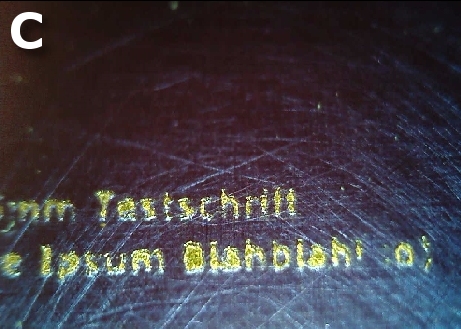 C
mm Testschrift
Ipsum Blahblah :o)